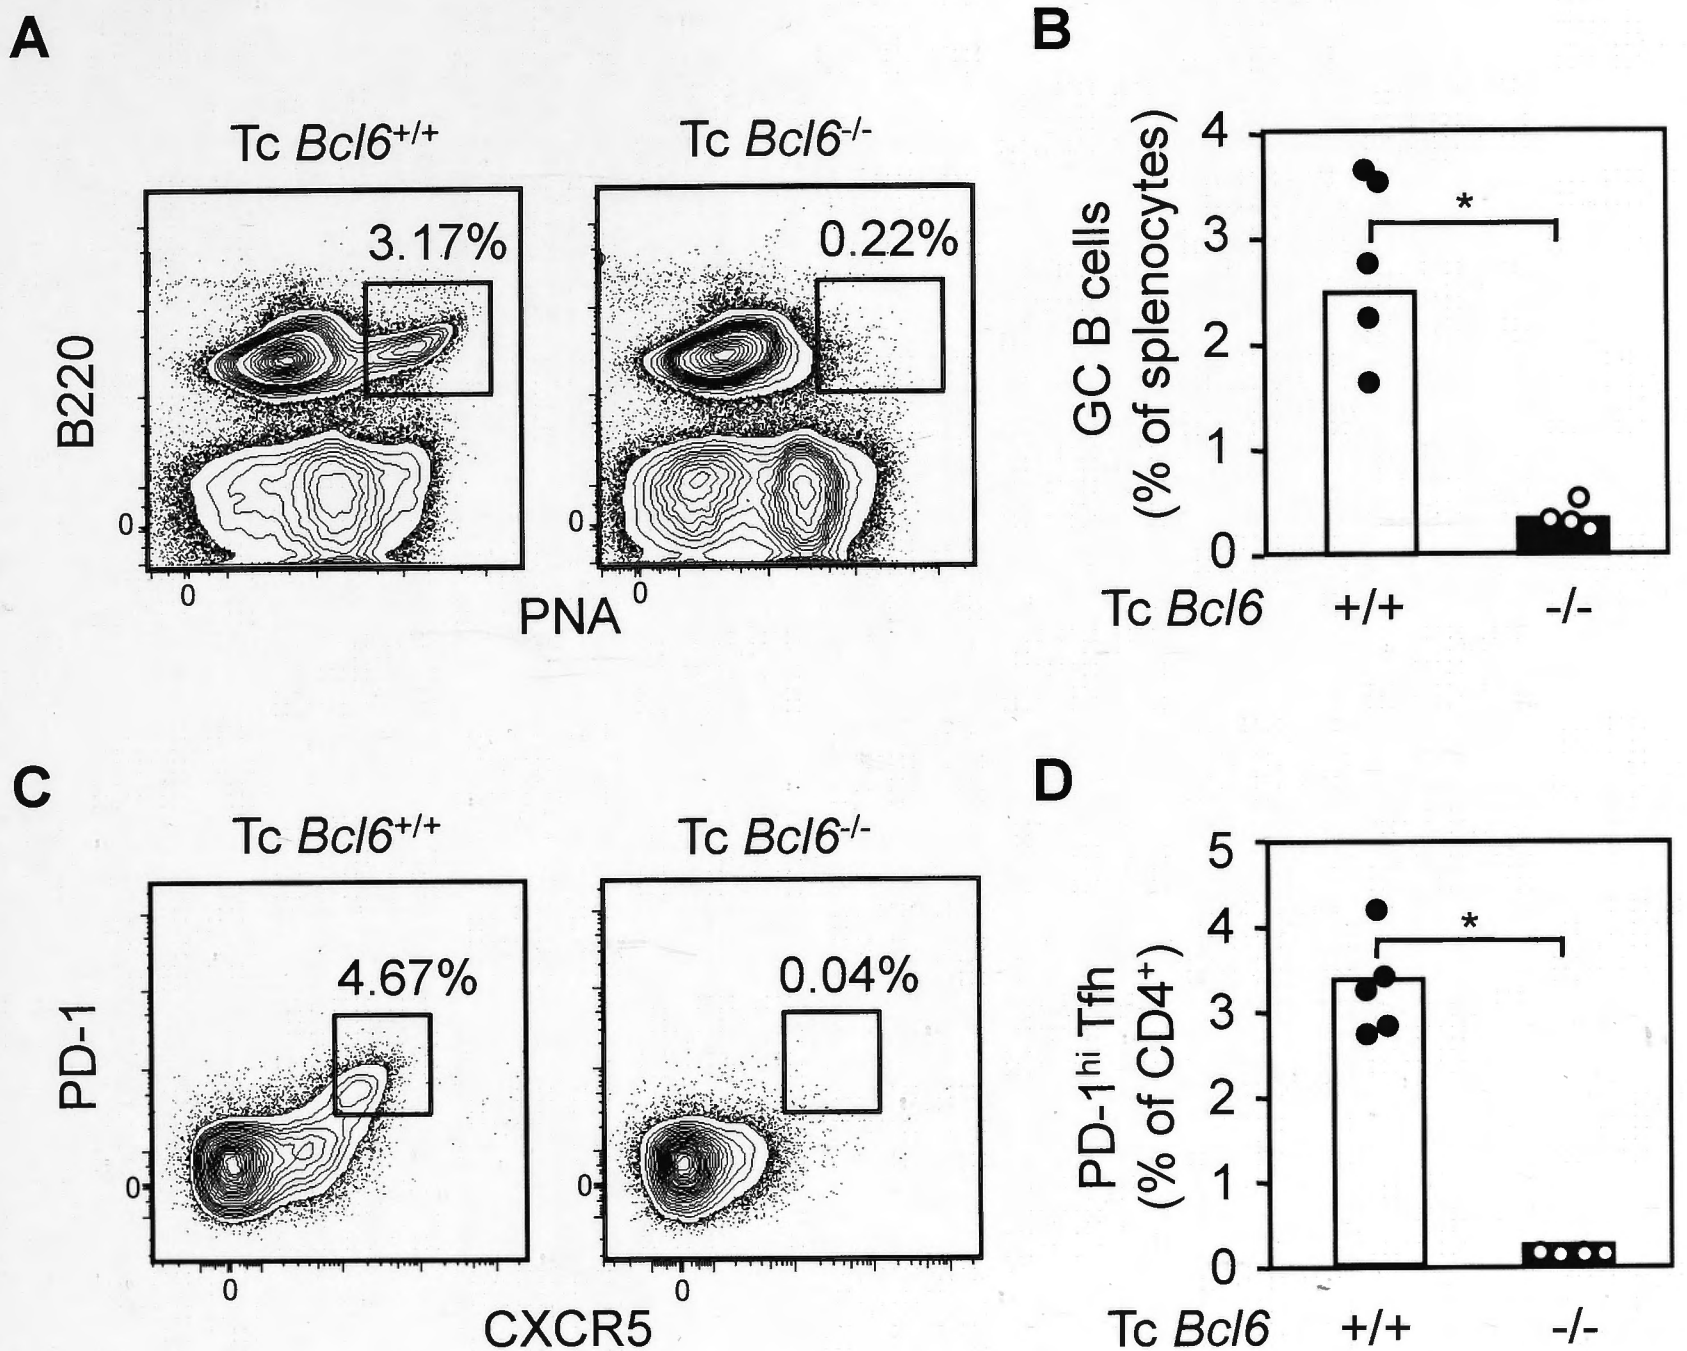 A
Tc Bcl6+/+
Tc Bcl6-/-
3.17%
0.22%
B220
0
0
0
0
PNA
B
4
3
2
1
0
GC B cells
(% of splenocytes)
*
Tc Bcl6
+/+
-/-
C
Tc Bcl6+/+
Tc Bcl6-/-
4.67%
0.04%
PD-1
0
0
0
0
CXCR5
D
5
4
3
2
1
0
PD-1hi Tfh
(% of CD4+)
*
Tc Bcl6
+/+
-/-